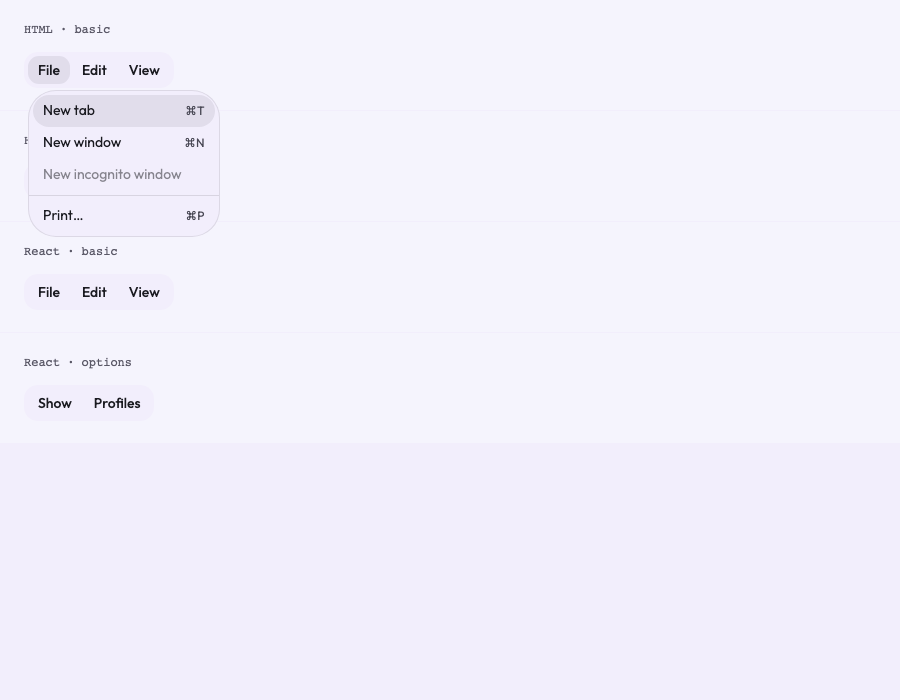 HTML · basic
File Edit View
New tab ⌘T
New window ⌘N
New incognito window
Print… ⌘P
React · basic
File Edit View
React · options
Show Profiles